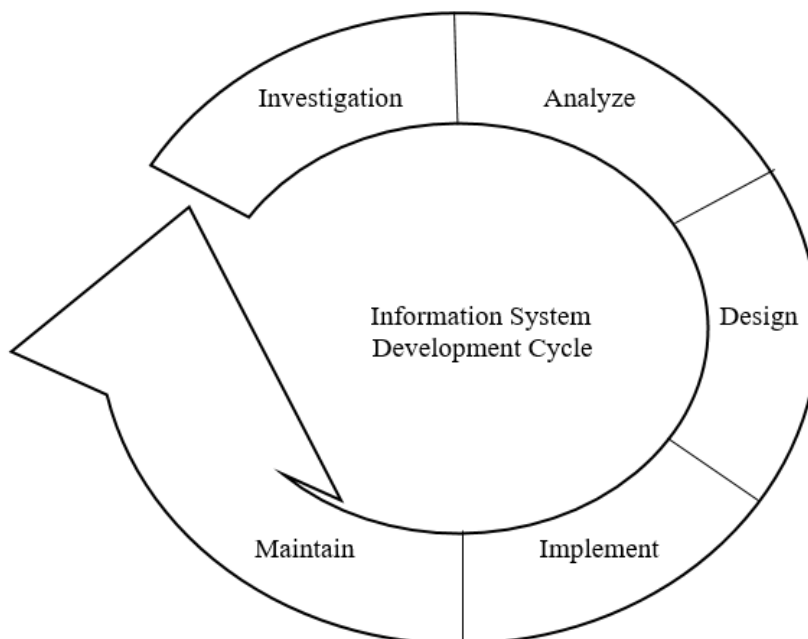 Investigation
Analyze
Design
Information System
Development Cycle
Implement
Maintain